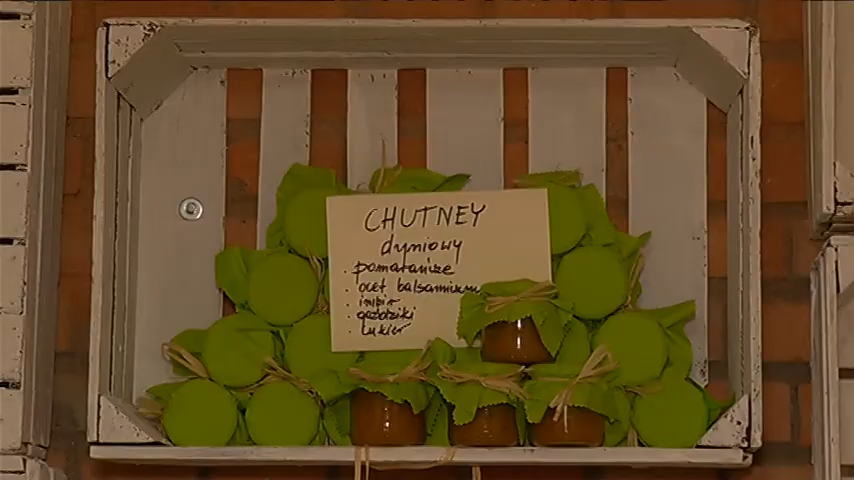 CHUTNEY
dyniowy
· pomarańcze
· ocet balsamiczny
· imbir
· goździki
· cukier